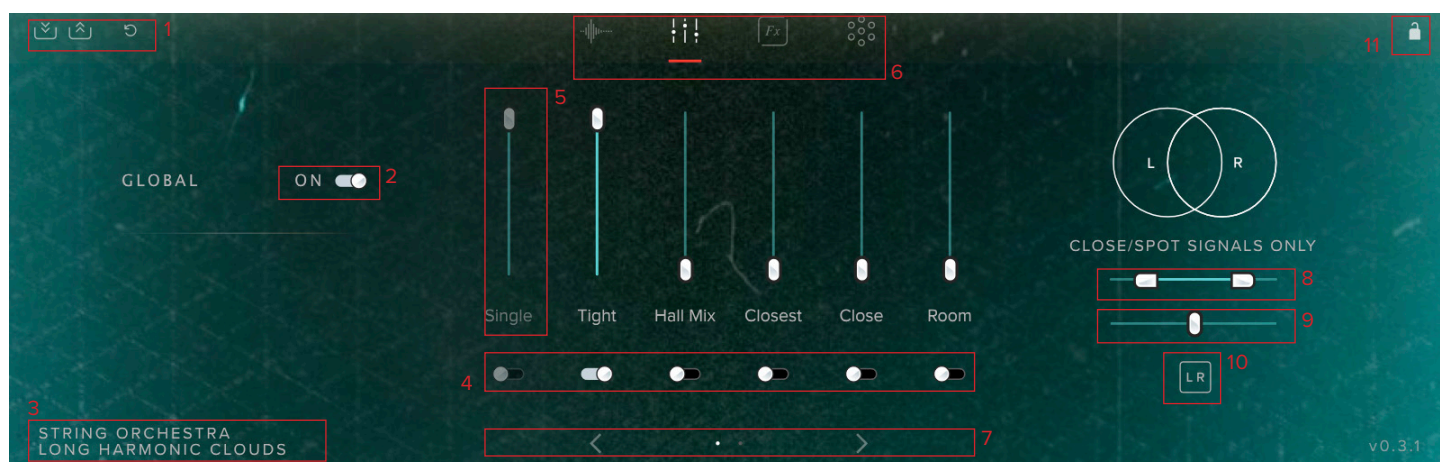 1
Fx
6
11
5
GLOBAL
ON
2
L
R
CLOSE/SPOT SIGNALS ONLY
8
Single
Tight
Hall Mix
Closest
Close
Room
9
4
10
LR
3
STRING ORCHESTRA
LONG HARMONIC CLOUDS
7
v0.3.1